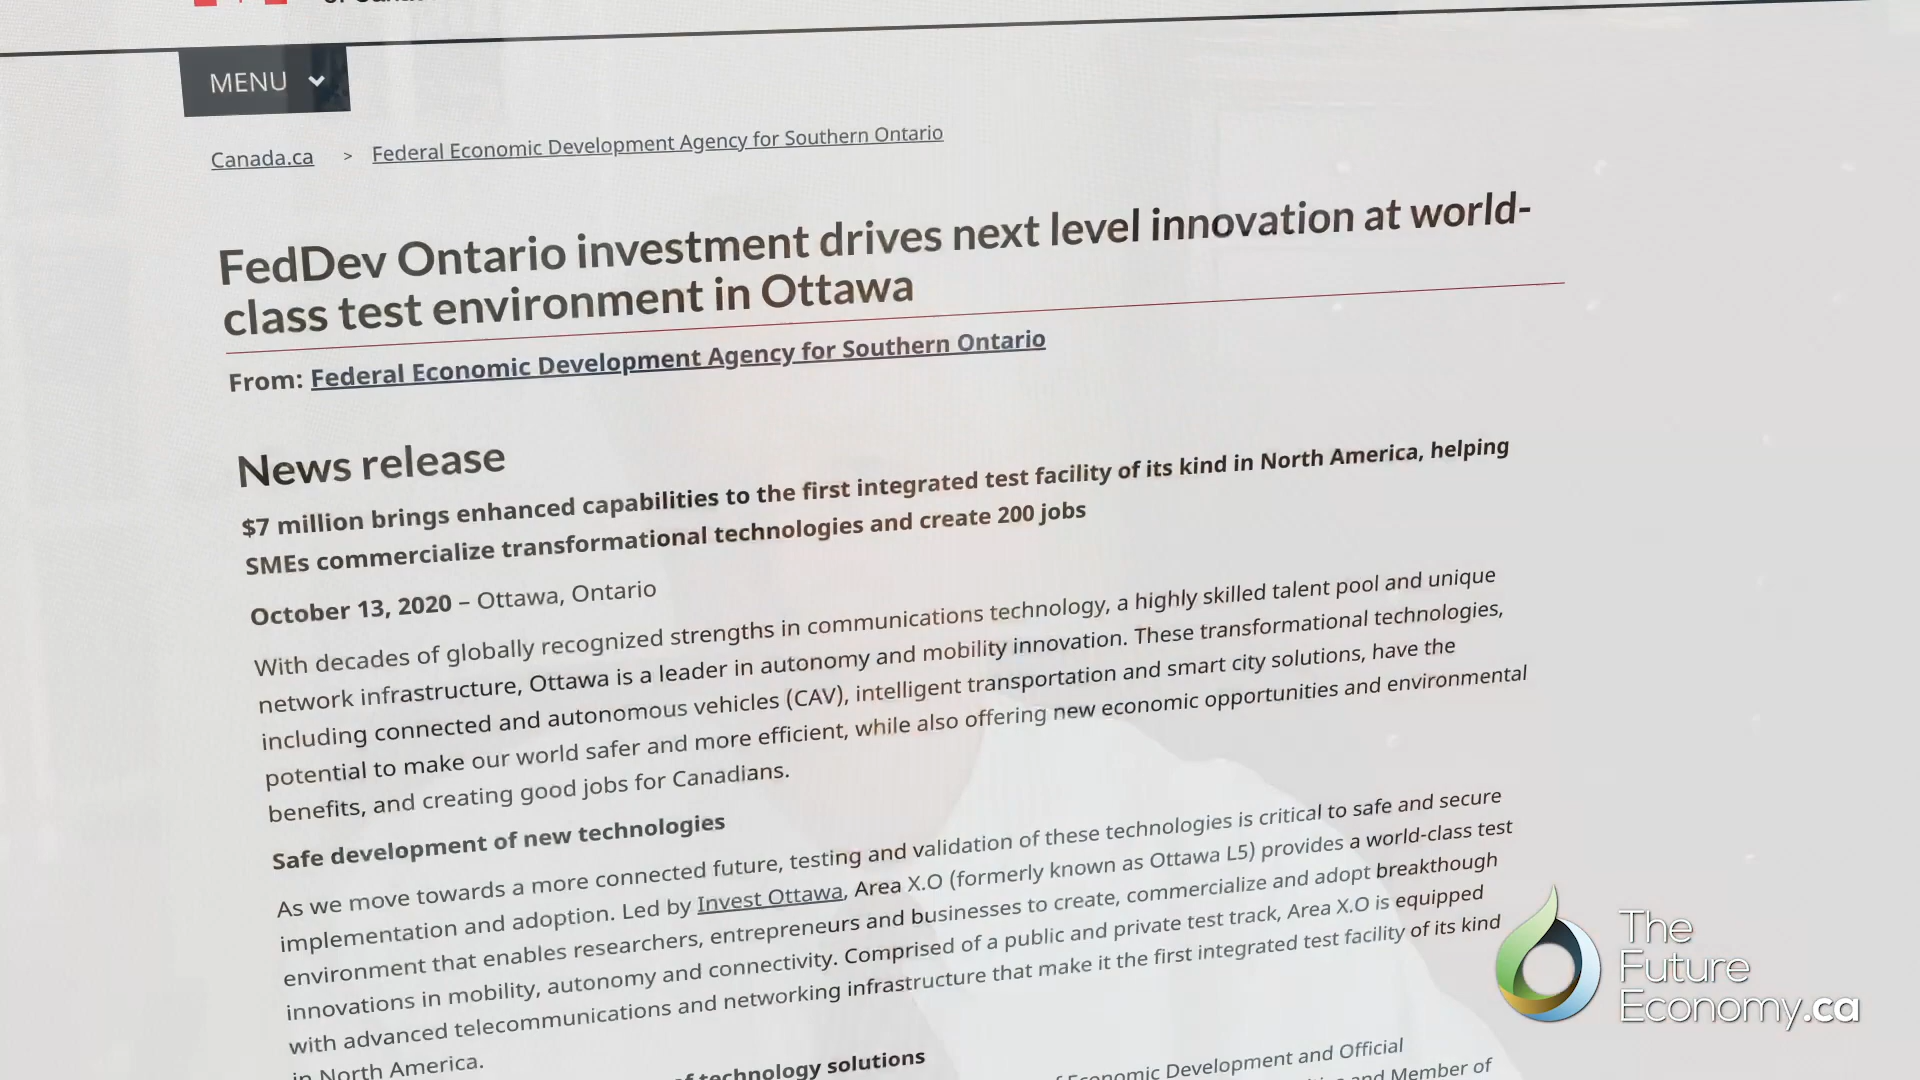 MENU
Canada.ca > Federal Economic Development Agency for Southern Ontario
FedDev Ontario investment drives next level innovation at world-
class test environment in Ottawa
From: Federal Economic Development Agency for Southern Ontario
News release
$7 million brings enhanced capabilities to the first integrated test facility of its kind in North America, helping
SMEs commercialize transformational technologies and create 200 jobs
October 13, 2020 – Ottawa, Ontario
With decades of globally recognized strengths in communications technology, a highly skilled talent pool and unique
network infrastructure, Ottawa is a leader in autonomy and mobility innovation. These transformational technologies,
including connected and autonomous vehicles (CAV), intelligent transportation and smart city solutions, have the
potential to make our world safer and more efficient, while also offering new economic opportunities and environmental
benefits, and creating good jobs for Canadians.
Safe development of new technologies
As we move towards a more connected future, testing and validation of these technologies is critical to safe and secure
implementation and adoption. Led by Invest Ottawa, Area X.O (formerly known as Ottawa L5) provides a world-class test
environment that enables researchers, entrepreneurs and businesses to create, commercialize and adopt breakthough
innovations in mobility, autonomy and connectivity. Comprised of a public and private test track, Area X.O is equipped
with advanced telecommunications and networking infrastructure that make it the first integrated test facility of its kind
in North America.
of technology solutions
Economic Development and Official
and Member of
The
Future
Economy.ca